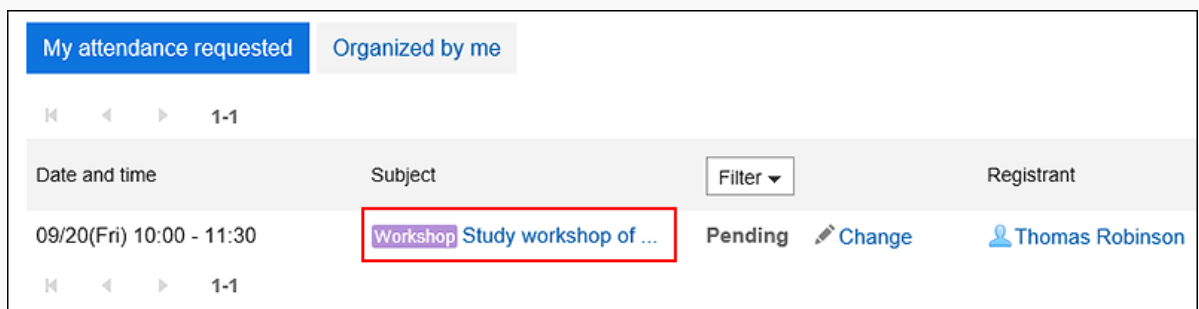 My attendance requested Organized by me
1-1
Date and time Subject Filter Registrant
09/20(Fri) 10:00 - 11:30 Workshop Study workshop of ... Pending Change Thomas Robinson
1-1